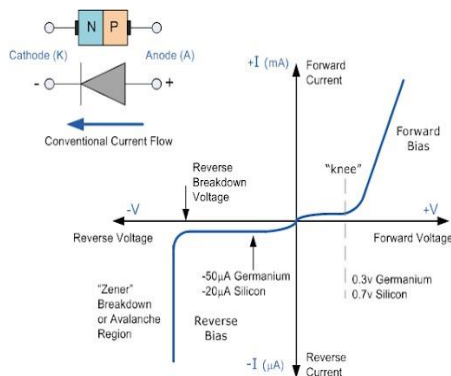 N P
Cathode (K)
Anode (A)
- +
Conventional Current Flow
+I (mA)
Forward
Current
Forward
Bias
"knee"
Reverse
Breakdown
Voltage
-V
+V
Reverse Voltage
Forward Voltage
-50µA Germanium
-20µA Silicon
0.3v Germanium
0.7v Silicon
"Zener"
Breakdown
or Avalanche
Region
Reverse
Bias
-I (µA)
Reverse
Current